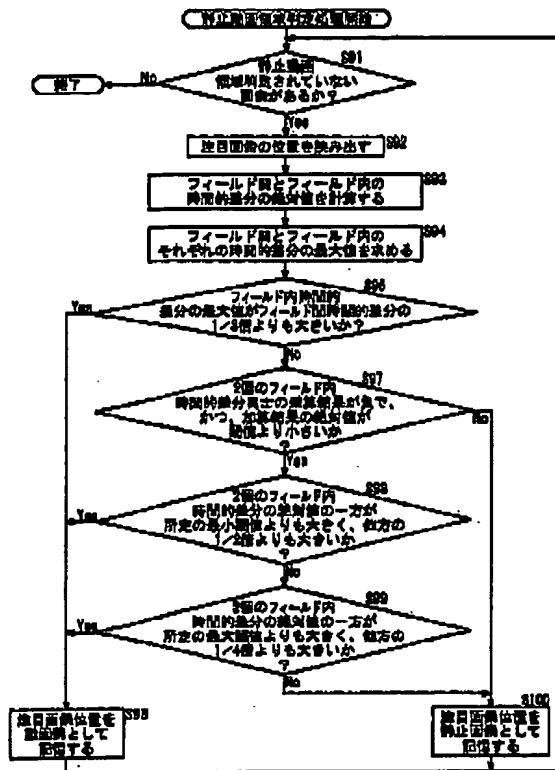 静止動画領域判定処理開始
S91
静止動画
領域判定されていない
画素があるか?
No
終了
Yes
注目画素の位置を読み出す
S92
フィールド間とフィールド内の
時間的差分の絶対値を計算する
S93
フィールド間とフィールド内の
それぞれの時間的差分の最大値を求める
S94
フィールド内時間的
差分の最大値がフィールド間時間的差分の
1/3倍よりも大きいか?
Yes
No
S97
2個のフィールド内
時間的差分同士の乗算結果が負で、
かつ、加算結果の絶対値が
閾値より小さいか
?
No
Yes
S98
2個のフィールド内
時間的差分の絶対値の一方が
所定の最小閾値よりも大きく、他方の
1/2倍よりも大きいか
?
Yes
No
S99
2個のフィールド内
時間的差分の絶対値の一方が
所定の最大閾値よりも大きく、他方の
1/4倍よりも大きいか
?
Yes
No
注目画素位置を
動画像として
記憶する
注目画素位置を
静止画像として
記憶する
S100